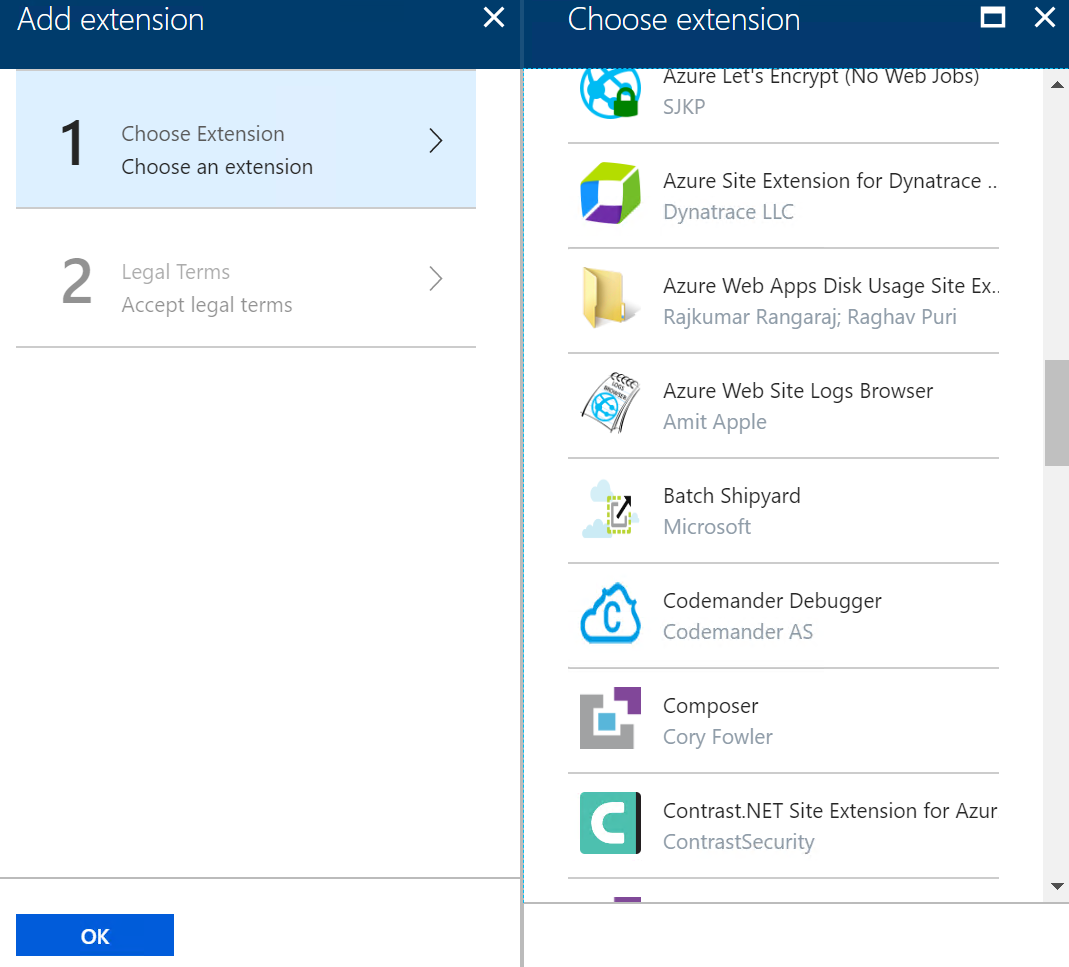 Add extension
1
Choose Extension
Choose an extension
2
Legal Terms
Accept legal terms
OK
Choose extension
Azure Let's Encrypt (No Web Jobs)
SJKP
Azure Site Extension for Dynatrace ..
Dynatrace LLC
Azure Web Apps Disk Usage Site Ex..
Rajkumar Rangaraj; Raghav Puri
LOGS
BROWSER
Azure Web Site Logs Browser
Amit Apple
Batch Shipyard
Microsoft
C
Codemander Debugger
Codemander AS
Composer
Cory Fowler
C
Contrast.NET Site Extension for Azur
ContrastSecurity